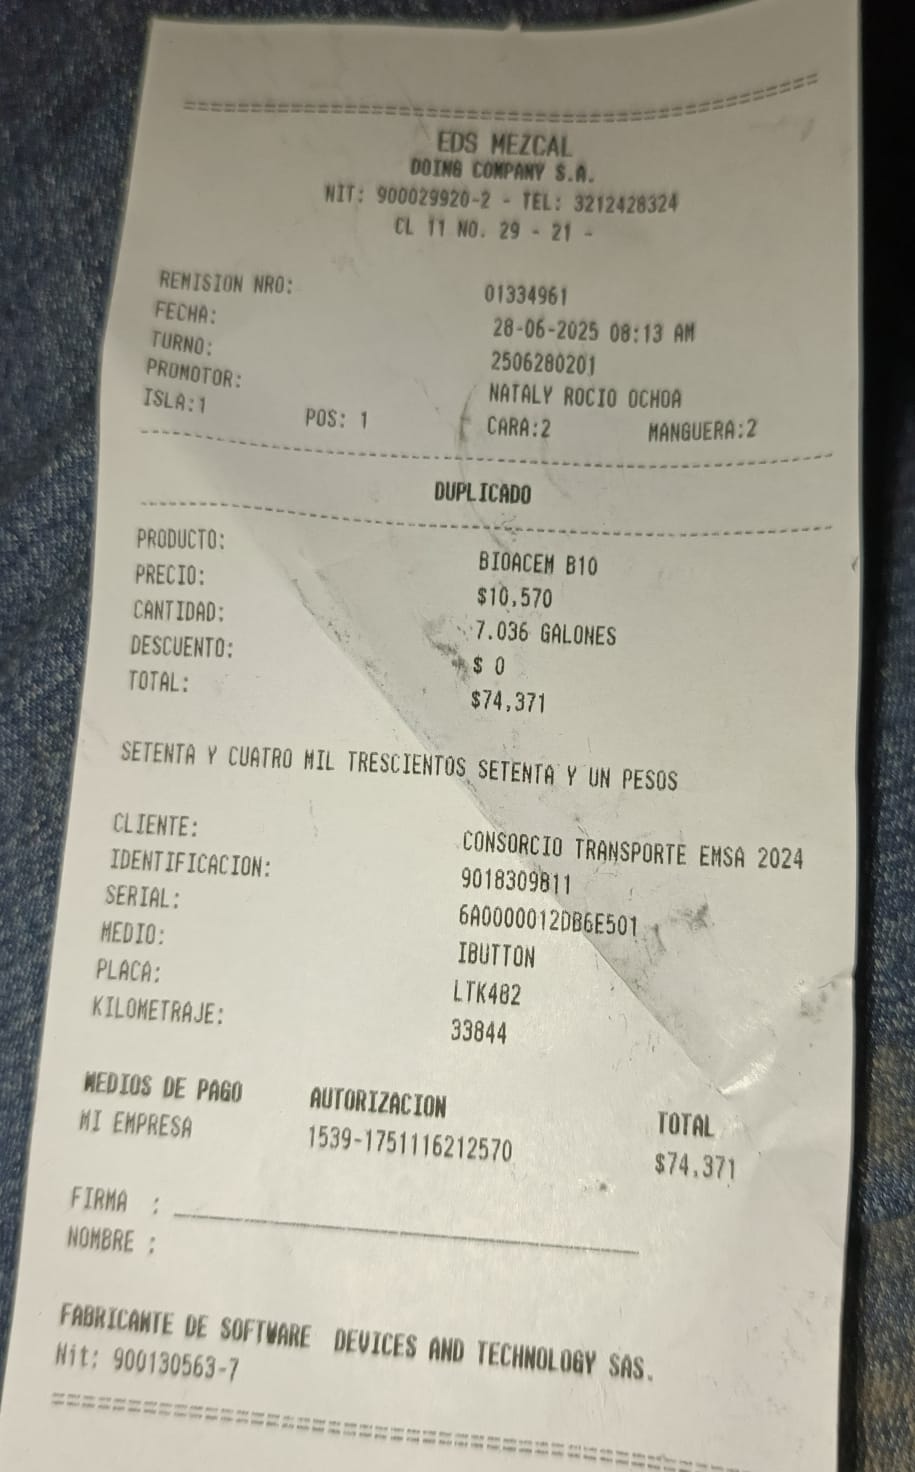 EDS MEZCAL
DOING COMPANY S.A.
NIT: 900029920-2 - TEL: 3212428324
CL 11 NO. 29 - 21 -
REMISION NRO: 01334961
FECHA: 28-06-2025 08:13 AM
TURNO: 2506280201
PROMOTOR: NATALY ROCIO OCHOA
ISLA:1 POS: 1 CARA:2 MANGUERA:2
DUPLICADO
PRODUCTO: BIOACEM B10
PRECIO: $10,570
CANTIDAD: 7.036 GALONES
DESCUENTO: $ 0
TOTAL: $74,371
SETENTA Y CUATRO MIL TRESCIENTOS SETENTA Y UN PESOS
CLIENTE: CONSORCIO TRANSPORTE EMSA 2024
IDENTIFICACION: 9018309811
SERIAL: 6A0000012DB6E501
MEDIO: IBUTTON
PLACA: LTK482
KILOMETRAJE: 33844
MEDIOS DE PAGO AUTORIZACION TOTAL
MI EMPRESA 1539-1751116212570 $74,371
FIRMA :
NOMBRE :
FABRICANTE DE SOFTWARE DEVICES AND TECHNOLOGY SAS.
Nit: 900130563-7